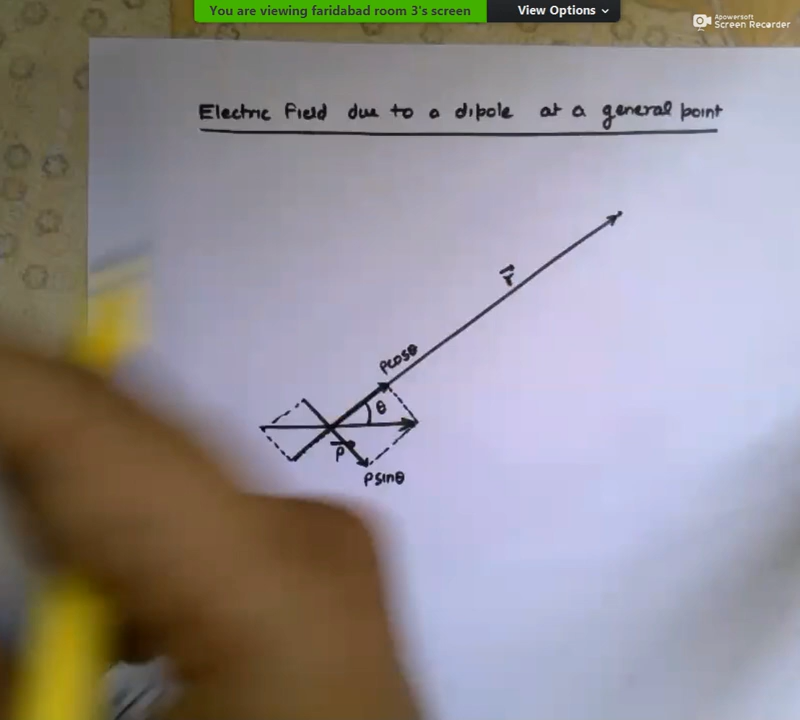 You are viewing faridabad room 3's screen
View Options
Apowersoft
Screen Recorder
Electric field due to a dipole at a general point
r
pcosθ
θ
p
psinθ